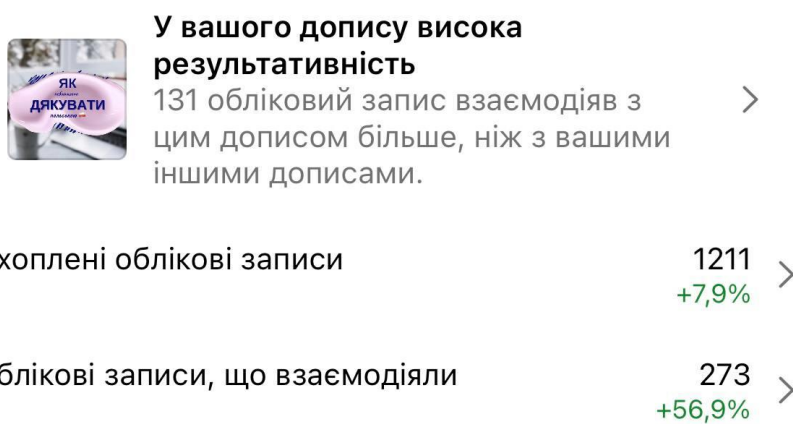 У вашого допису висока
результативність
131 обліковий запис взаємодіяв з
цим дописом більше, ніж з вашими
іншими дописами.
ЯК
ДЯКУВАТИ
хоплені облікові записи
1211
+7,9%
блікові записи, що взаємодіяли
273
+56,9%